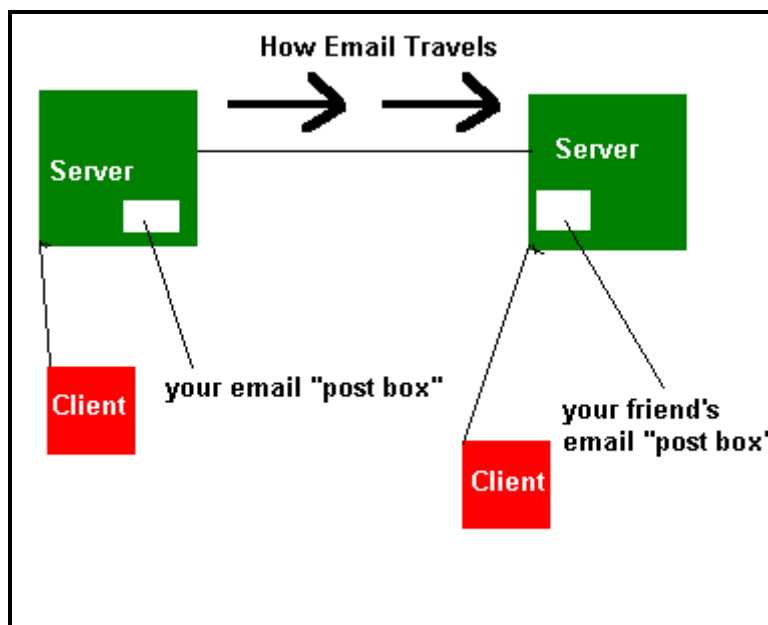 How Email Travels
Server
Server
your email "post box"
Client
your friend's
email "post box"
Client